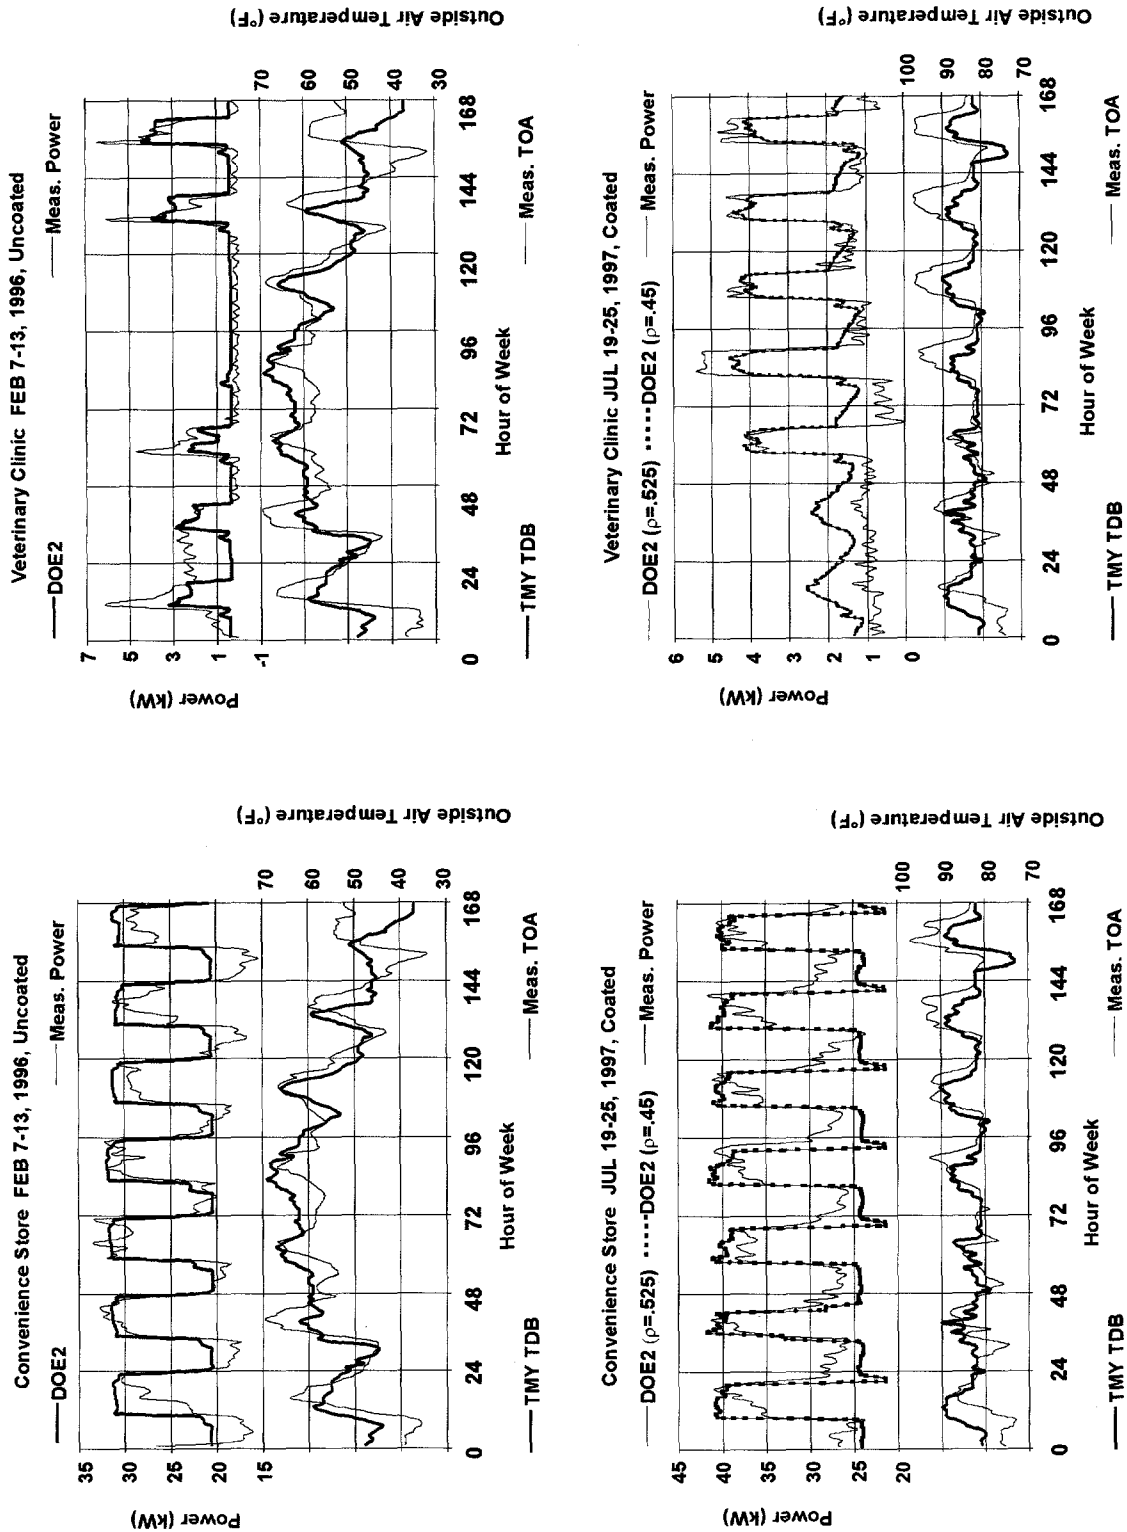 Convenience Store FEB 7-13, 1996, Uncoated
DOE2
Meas. Power
35
30
25
20
15
Power (kW)
70
60
50
40
30
Outside Air Temperature (°F)
0
24
48
72
96
120
144
168
Hour of Week
TMY TDB
Meas. TOA
Veterinary Clinic FEB 7-13, 1996, Uncoated
DOE2
Meas. Power
7
5
3
1
-1
Power (kW)
70
60
50
40
30
Outside Air Temperature (°F)
0
24
48
72
96
120
144
168
Hour of Week
TMY TDB
Meas. TOA
Convenience Store JUL 19-25, 1997, Coated
DOE2 (ρ=.525)
DOE2 (ρ=.45)
Meas. Power
45
40
35
30
25
20
Power (kW)
100
90
80
70
Outside Air Temperature (°F)
0
24
48
72
96
120
144
168
Hour of Week
TMY TDB
Meas. TOA
Veterinary Clinic JUL 19-25, 1997, Coated
DOE2 (ρ=.525)
DOE2 (ρ=.45)
Meas. Power
6
5
4
3
2
1
0
Power (kW)
100
90
80
70
Outside Air Temperature (°F)
0
24
48
72
96
120
144
168
Hour of Week
TMY TDB
Meas. TOA